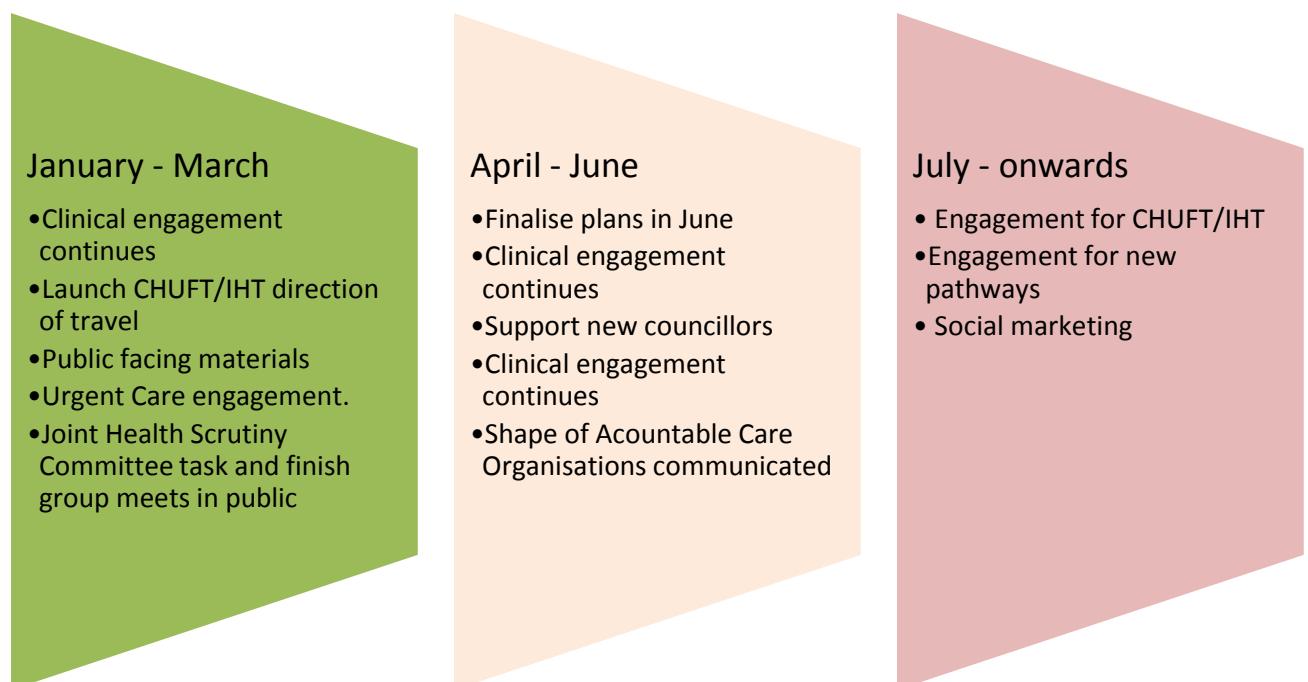 January - March
•Clinical engagement
continues
•Launch CHUFT/IHT direction
of travel
•Public facing materials
•Urgent Care engagement.
•Joint Health Scrutiny
Committee task and finish
group meets in public
April - June
•Finalise plans in June
•Clinical engagement
continues
•Support new councillors
•Clinical engagement
continues
•Shape of Acountable Care
Organisations communicated
July - onwards
• Engagement for CHUFT/IHT
•Engagement for new
pathways
• Social marketing